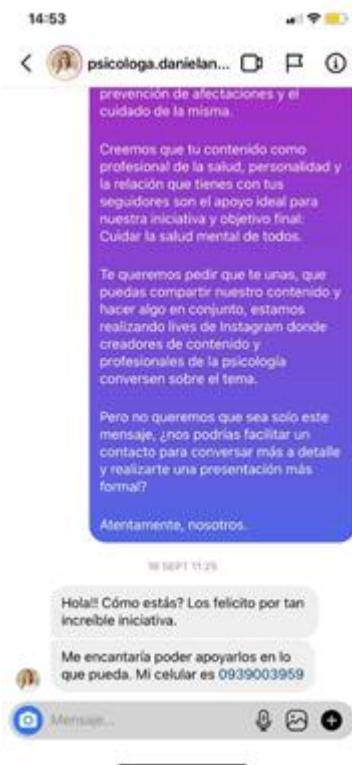 14:53
psicologa.danielan...
prevención de afectaciones y el
cuidado de la misma.
Creemos que tu contenido como
profesional de la salud, personalidad y
la relación que tienes con tus
seguidores son el apoyo ideal para
nuestra iniciativa y objetivo final:
Cuidar la salud mental de todos.
Te queremos pedir que te unas, que
puedas compartir nuestro contenido y
hacer algo en conjunto, estamos
realizando lives de Instagram donde
creadores de contenido y
profesionales de la psicología
conversen sobre el tema.
Pero no queremos que sea solo este
mensaje, ¿nos podrías facilitar un
contacto para conversar más a detalle
y realizarte una presentación más
formal?
Atentamente, nosotros.
SEPT 11:25
Hola!! Cómo estás? Los felicito por tan
increíble iniciativa.
Me encantaría poder apoyarlos en lo
que pueda. Mi celular es 0939003959
Mensaje...